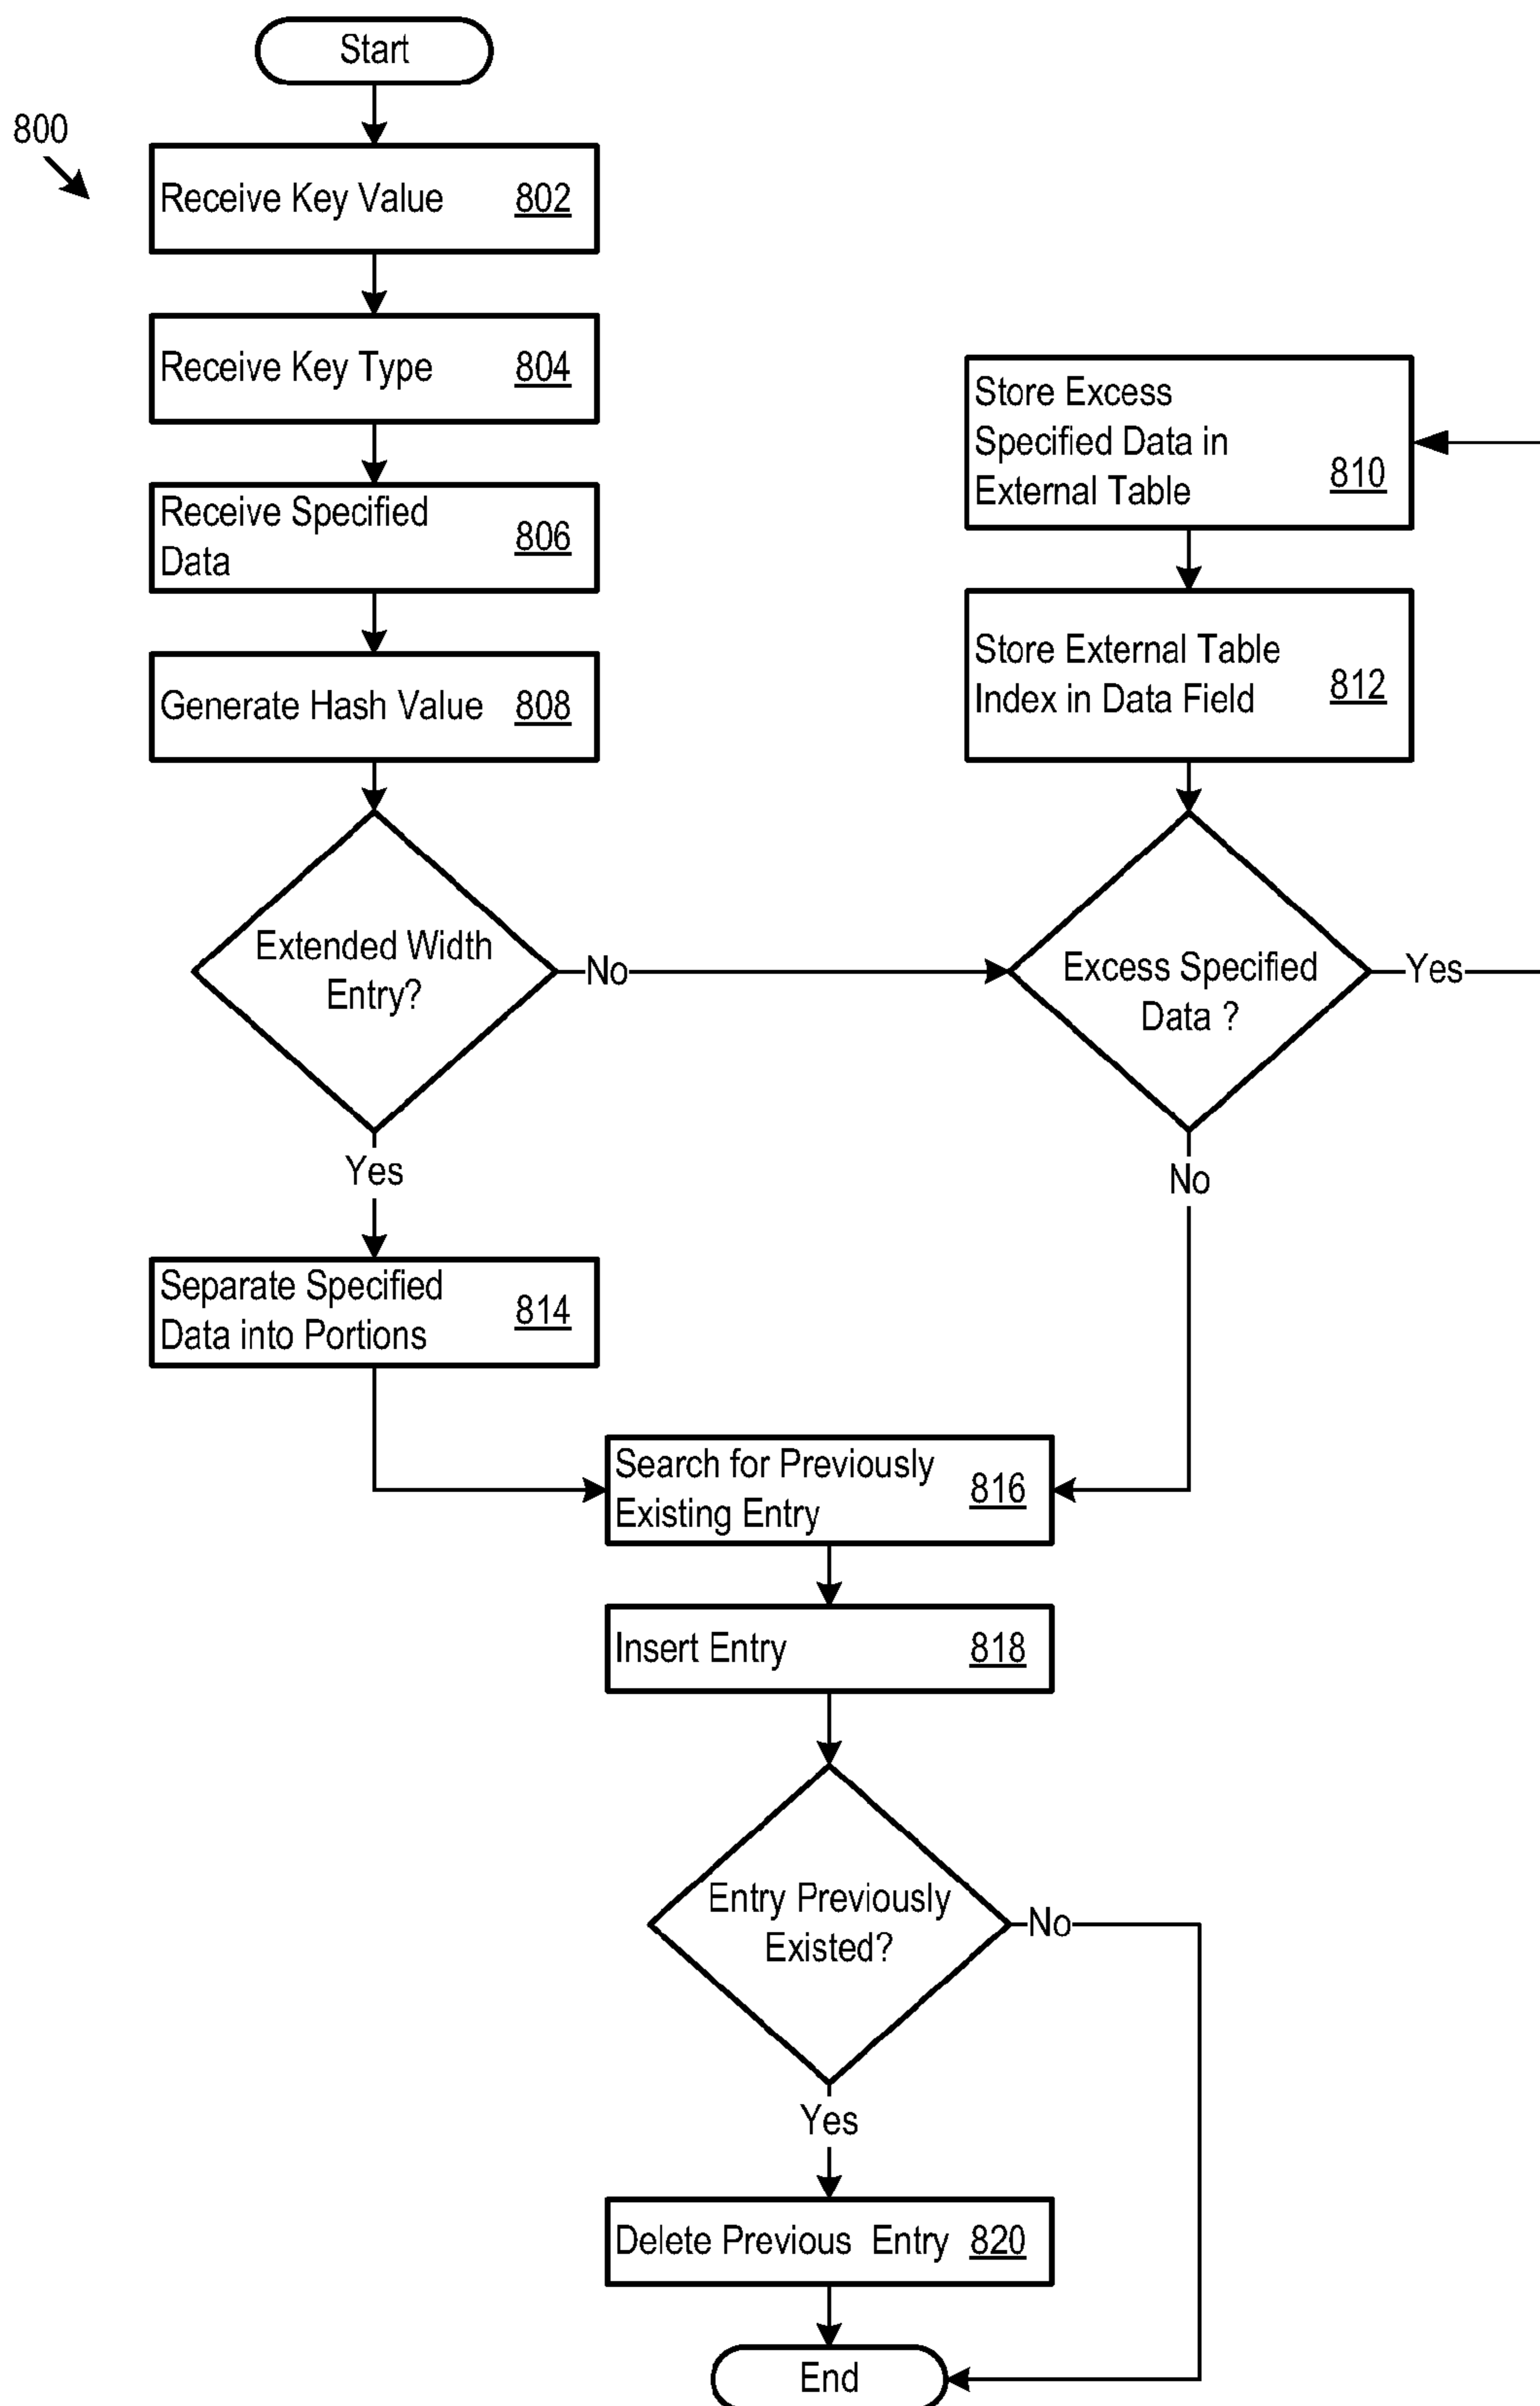 Start
800
Receive Key Value 802
Receive Key Type 804
Receive Specified
Data 806
Generate Hash Value 808
Extended Width
Entry?
No
Yes
Separate Specified
Data into Portions 814
Store Excess
Specified Data in
External Table 810
Store External Table
Index in Data Field 812
Excess Specified
Data ?
Yes
No
Search for Previously
Existing Entry 816
Insert Entry 818
Entry Previously
Existed?
No
Yes
Delete Previous Entry 820
End